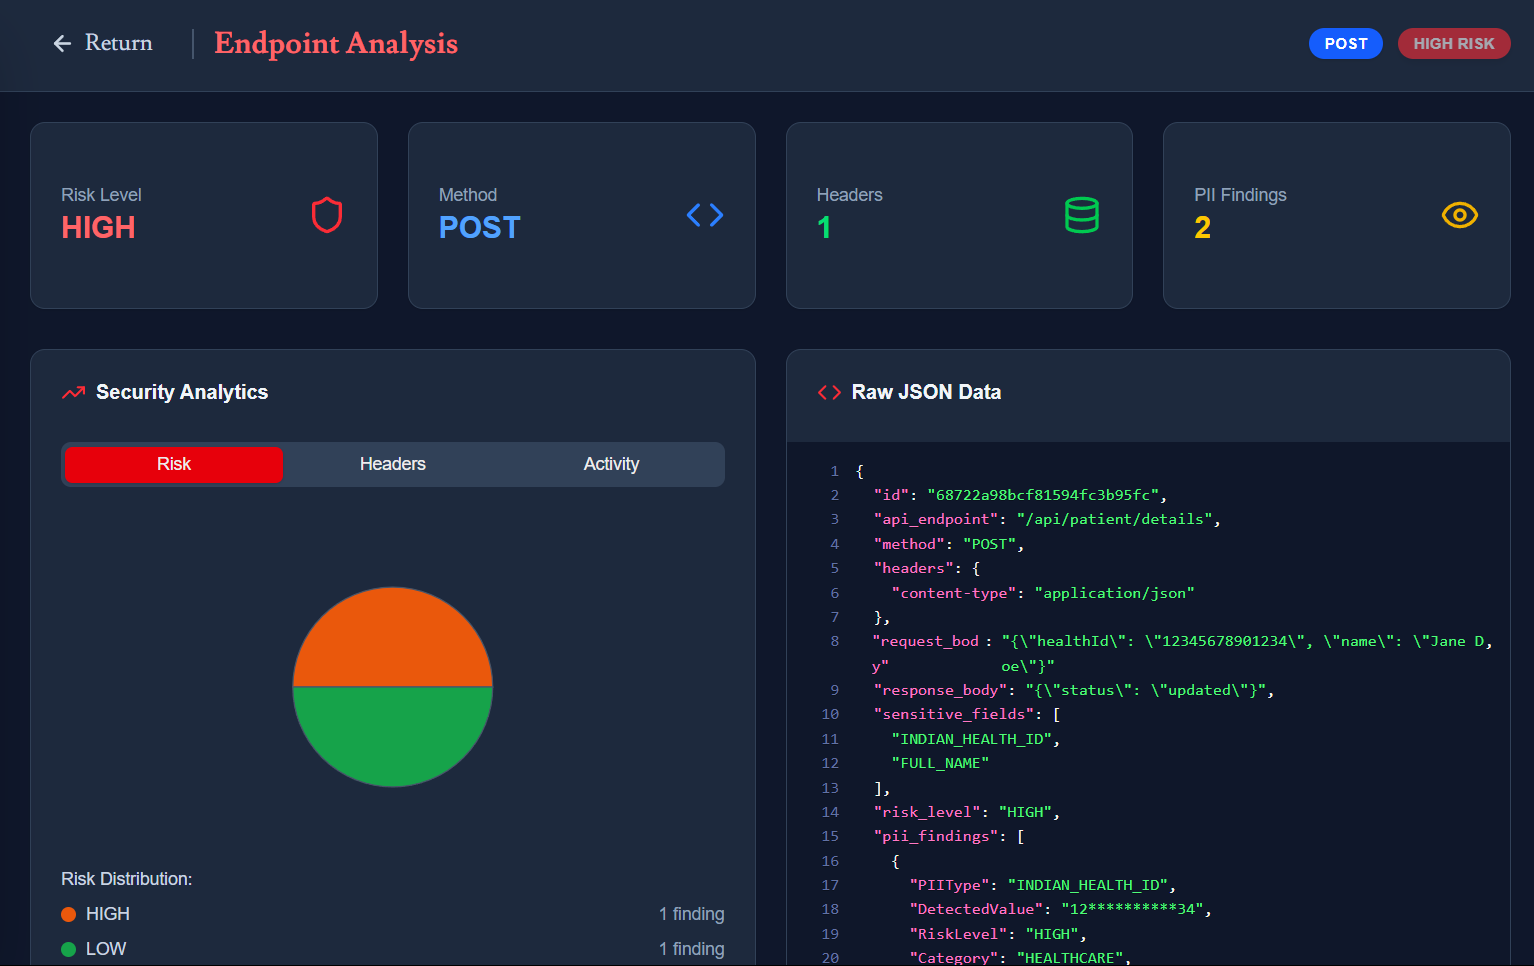 Return
Endpoint Analysis
POST
HIGH RISK
Risk Level
HIGH
Method
POST
Headers
1
PII Findings
2
Security Analytics
Risk
Headers
Activity
Risk Distribution:
HIGH
1 finding
LOW
1 finding
Raw JSON Data
1 {
2 "id": "68722a98bcf81594fc3b95fc",
3 "api_endpoint": "/api/patient/details",
4 "method": "POST",
5 "headers": {
6 "content-type": "application/json"
7 },
8 "request_bod : "{\"healthId\": \"12345678901234\", \"name\": \"Jane D,
y" oe\"}"
9 "response_body": "{\"status\": \"updated\"}",
10 "sensitive_fields": [
11 "INDIAN_HEALTH_ID",
12 "FULL_NAME"
13 ],
14 "risk_level": "HIGH",
15 "pii_findings": [
16 {
17 "PIIType": "INDIAN_HEALTH_ID",
18 "DetectedValue": "12**********34",
19 "RiskLevel": "HIGH",
20 "Category": "HEALTHCARE",